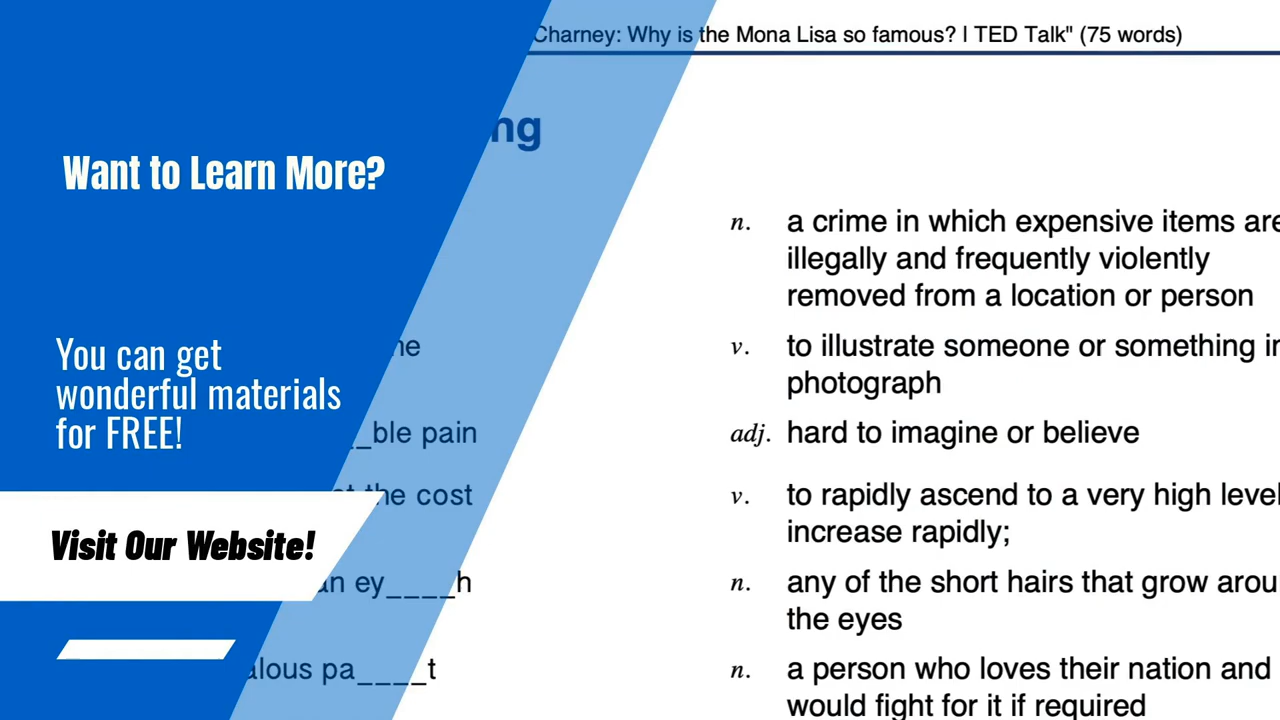 Charney: Why is the Mona Lisa so famous? | TED Talk" (75 words)
Want to Learn More?
You can get
wonderful materials
for FREE!
Visit Our Website!
ng
n. a crime in which expensive items are
illegally and frequently violently
removed from a location or person
ne
v. to illustrate someone or something in
photograph
_ble pain
adj. hard to imagine or believe
the cost
v. to rapidly ascend to a very high level
increase rapidly;
an ey____h
n. any of the short hairs that grow arou
the eyes
alous pa____t
n. a person who loves their nation and
would fight for it if required